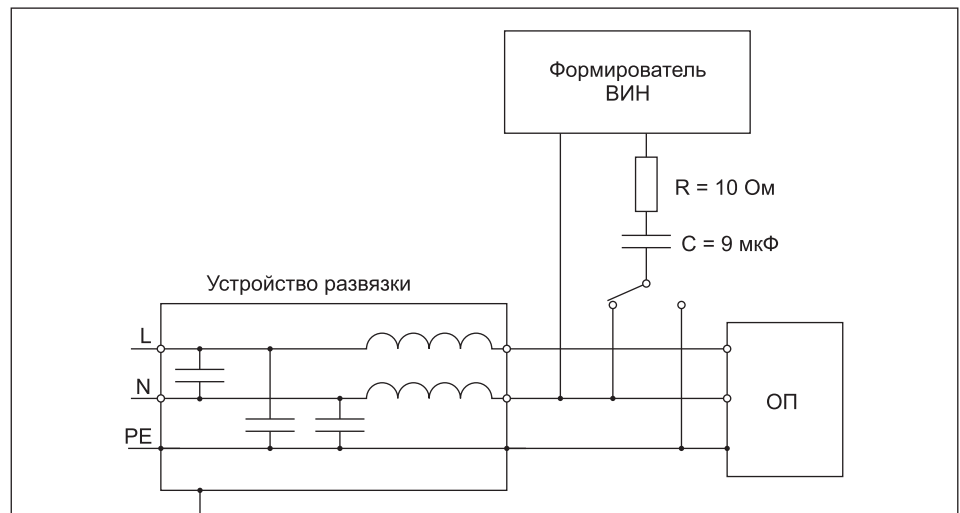 Формирователь
ВИН
R = 10 Ом
C = 9 мкФ
Устройство развязки
L
N
PE
ОП